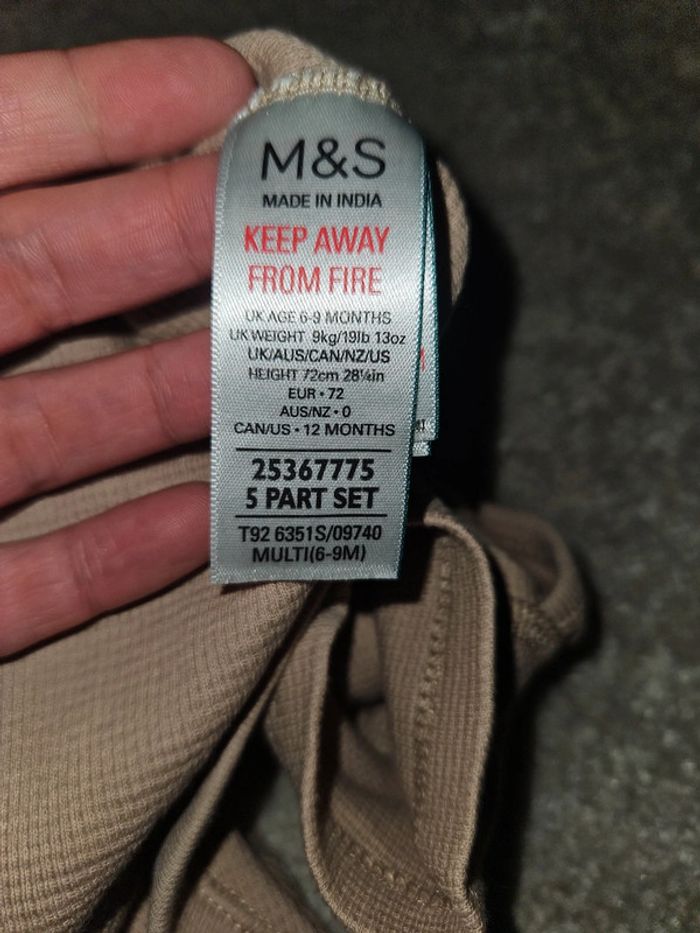 M&S
MADE IN INDIA
KEEP AWAY
FROM FIRE
UK AGE 6-9 MONTHS
UK WEIGHT 9kg/19lb 13oz
UK/AUS/CAN/NZ/US
HEIGHT 72cm 28¼in
EUR • 72
AUS/NZ • 0
CAN/US • 12 MONTHS
25367775
5 PART SET
T92 6351S/09740
MULTI(6-9M)